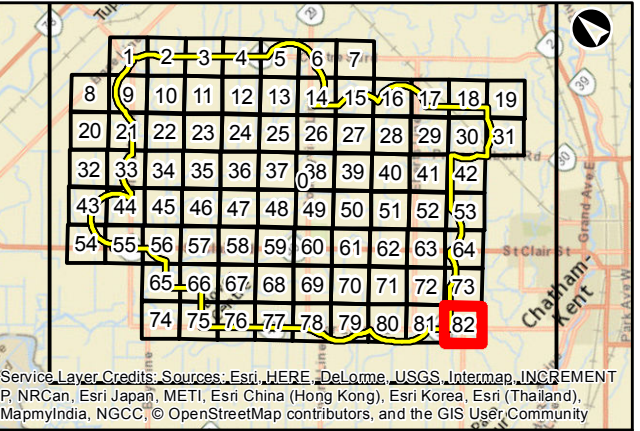 1 2 3 4 5 6 7
8 9 10 11 12 13 14 15 16 17 18 19
20 21 22 23 24 25 26 27 28 29 30 31
32 33 34 35 36 37 38 39 40 41 42
0
43 44 45 46 47 48 49 50 51 52 53
54 55 56 57 58 59 60 61 62 63 64
St Clair St
65 66 67 68 69 70 71 72 73
74 75 76 77 78 79 80 81 82
29
2
39
30
Grand Ave E
Chatham-
Kent
Park Ave W
Service Layer Credits: Sources: Esri, HERE, DeLorme, USGS, Intermap, INCREMENT
P, NRCan, Esri Japan, METI, Esri China (Hong Kong), Esri Korea, Esri (Thailand),
MapmyIndia, NGCC, © OpenStreetMap contributors, and the GIS User Community